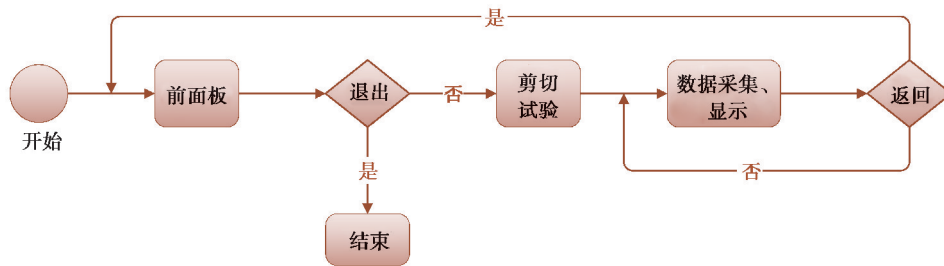 是
开始
前面板
退出
否
剪切
试验
数据采集、
显示
返回
是
否
结束